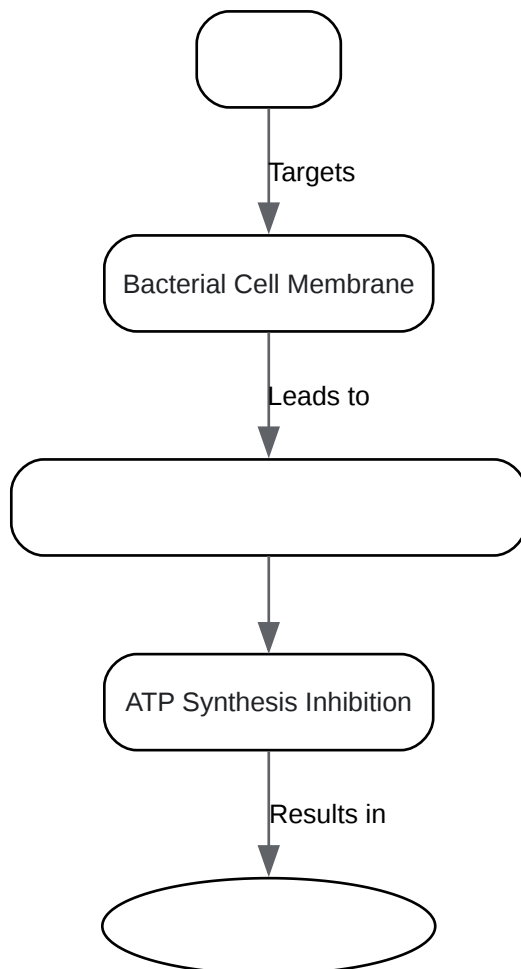 Targets
Bacterial Cell Membrane
Leads to
ATP Synthesis Inhibition
Results in